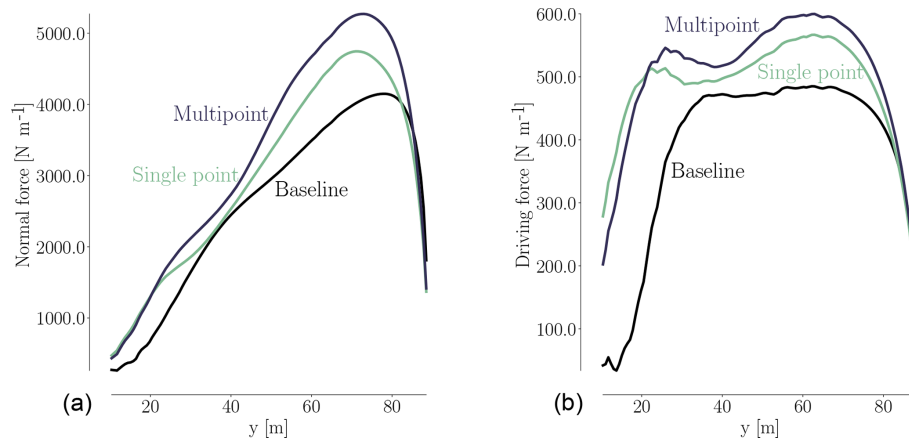 Normal force [N m⁻¹]
5000.0
4000.0
3000.0
2000.0
1000.0
Multipoint
Single point
Baseline
20 40 60 80
y [m]
(a)
Driving force [N m⁻¹]
600.0
500.0
400.0
300.0
200.0
100.0
Multipoint
Single point
Baseline
20 40 60 80
y [m]
(b)